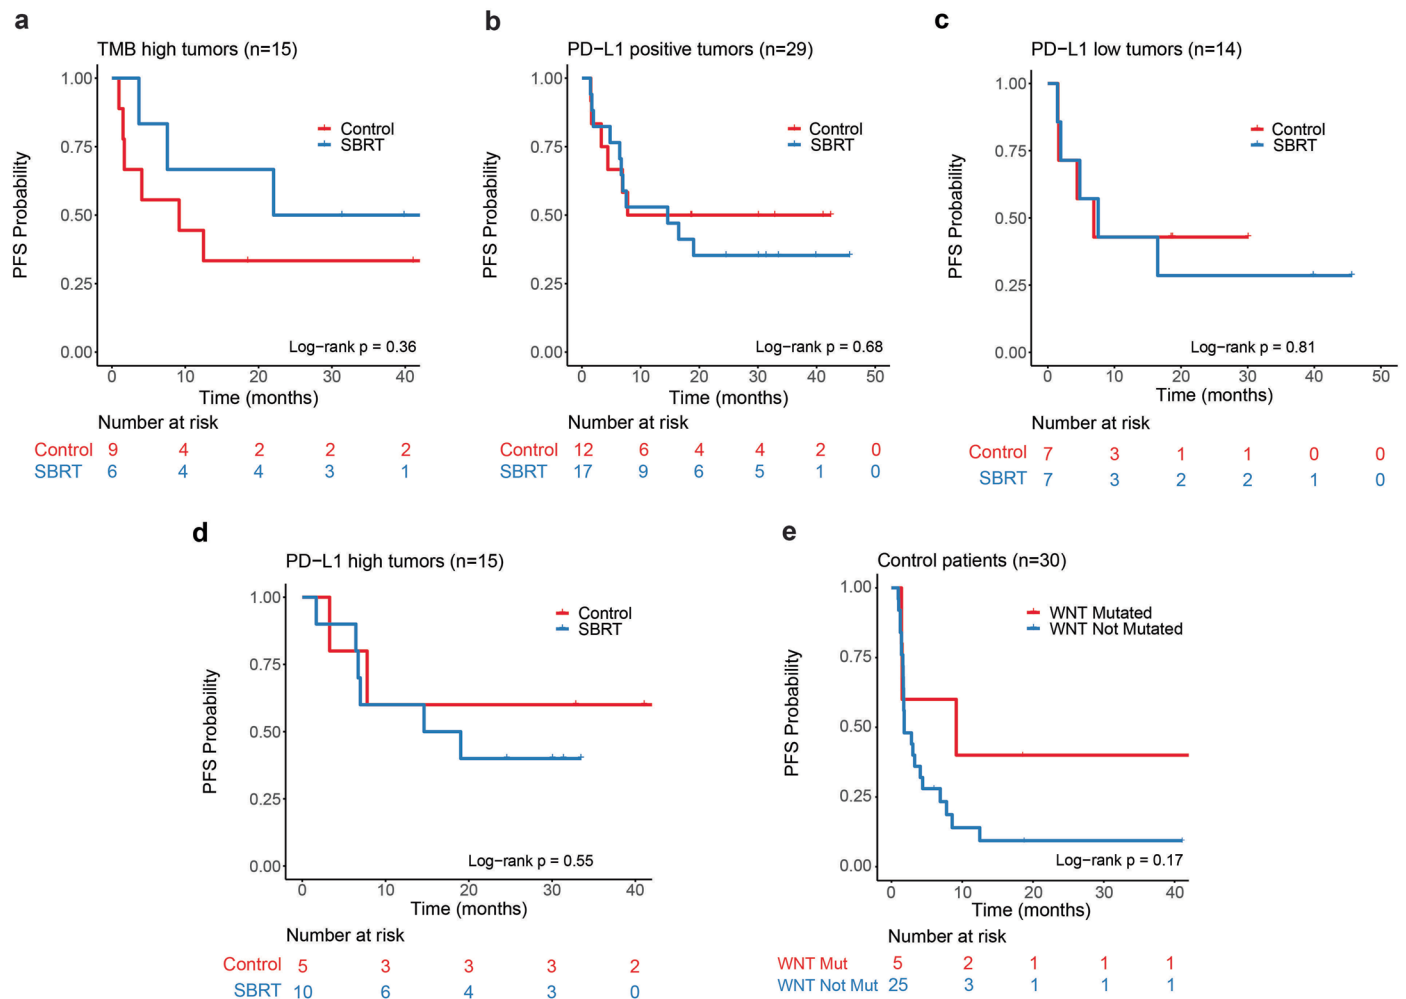 a
TMB high tumors (n=15)
PFS Probability
1.00
0.75
0.50
0.25
0.00
Control
SBRT
Log−rank p = 0.36
0 10 20 30 40
Time (months)
Number at risk
Control 9 4 2 2 2
SBRT 6 4 4 3 1
b
PD−L1 positive tumors (n=29)
PFS Probability
1.00
0.75
0.50
0.25
0.00
Control
SBRT
Log−rank p = 0.68
0 10 20 30 40 50
Time (months)
Number at risk
Control 12 6 4 4 2 0
SBRT 17 9 6 5 1 0
c
PD−L1 low tumors (n=14)
PFS Probability
1.00
0.75
0.50
0.25
0.00
Control
SBRT
Log−rank p = 0.81
0 10 20 30 40 50
Time (months)
Number at risk
Control 7 3 1 1 0 0
SBRT 7 3 2 2 1 0
d
PD−L1 high tumors (n=15)
PFS Probability
1.00
0.75
0.50
0.25
0.00
Control
SBRT
Log−rank p = 0.55
0 10 20 30 40
Time (months)
Number at risk
Control 5 3 3 3 2
SBRT 10 6 4 3 0
e
Control patients (n=30)
PFS Probability
1.00
0.75
0.50
0.25
0.00
WNT Mutated
WNT Not Mutated
Log−rank p = 0.17
0 10 20 30 40
Time (months)
Number at risk
WNT Mut 5 2 1 1 1
WNT Not Mut 25 3 1 1 1